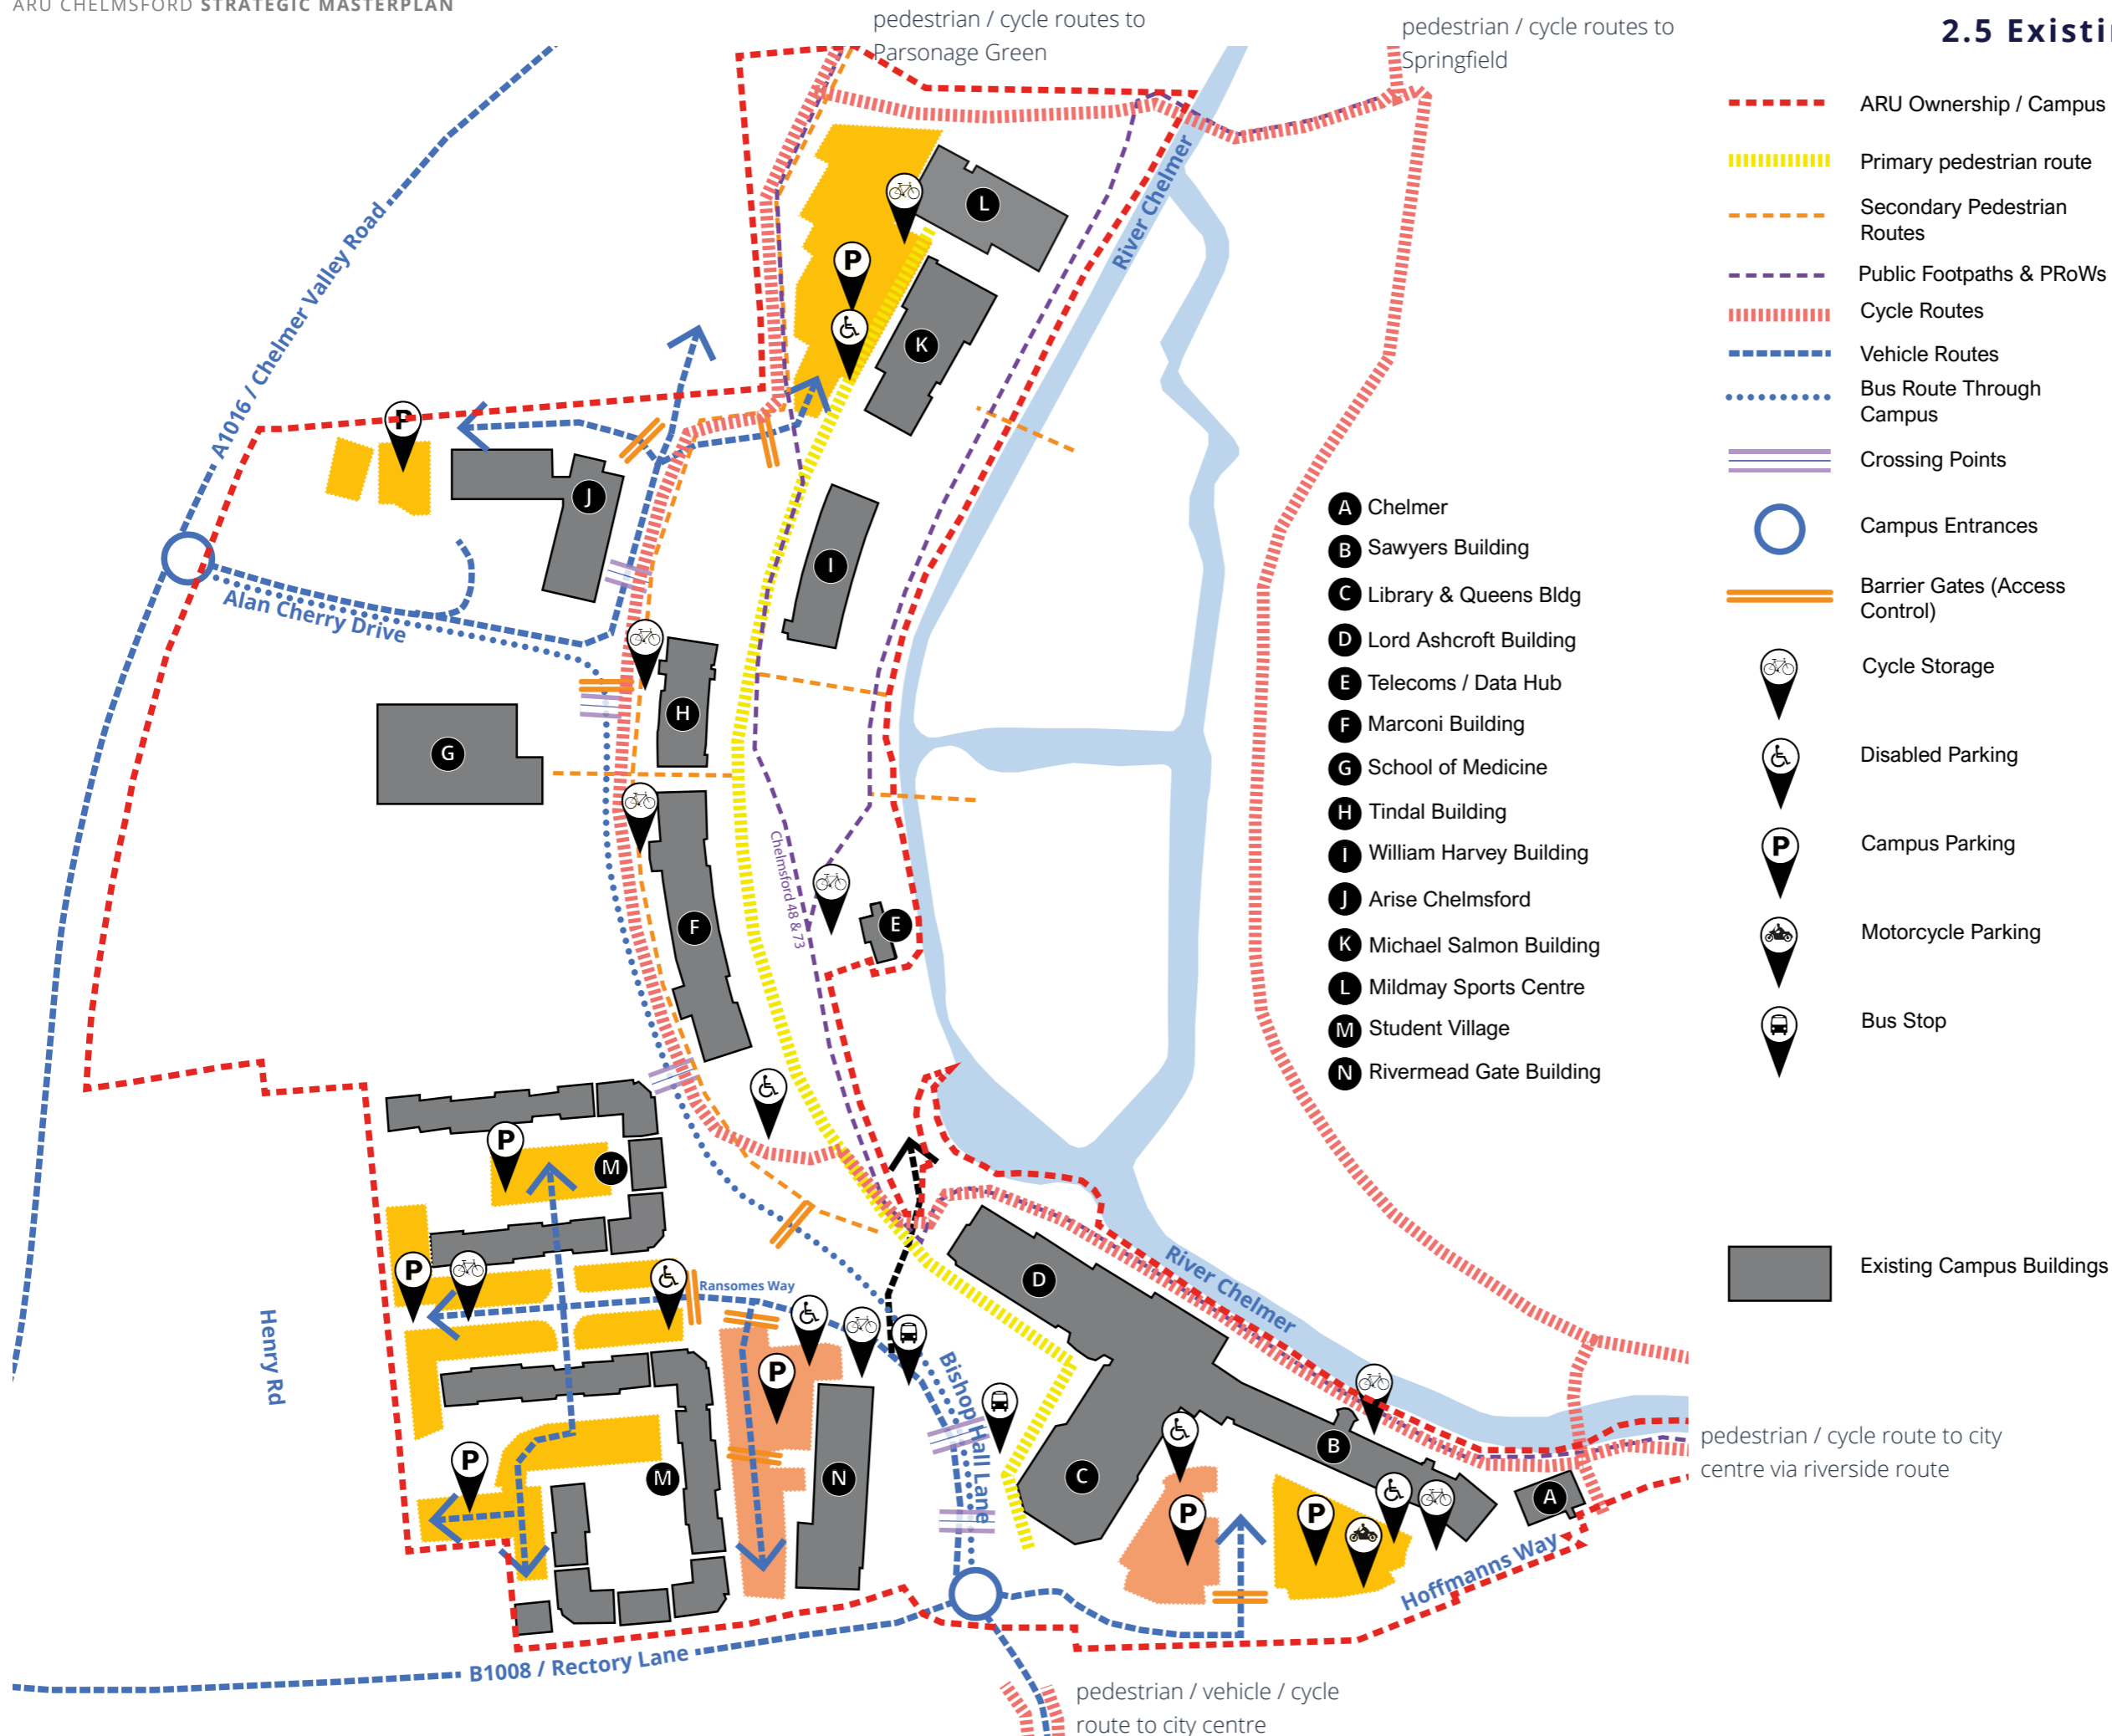 ARU CHELMSFORD STRATEGIC MASTERPLAN
2.5 Existi
pedestrian / cycle routes to
Parsonage Green
pedestrian / cycle routes to
Springfield
ARU Ownership / Campus
Primary pedestrian route
Secondary Pedestrian
Routes
Public Footpaths & PRoWs
Cycle Routes
Vehicle Routes
Bus Route Through
Campus
Crossing Points
Campus Entrances
Barrier Gates (Access
Control)
Cycle Storage
Disabled Parking
P Campus Parking
Motorcycle Parking
Bus Stop
Existing Campus Buildings
A Chelmer
B Sawyers Building
C Library & Queens Bldg
D Lord Ashcroft Building
E Telecoms / Data Hub
F Marconi Building
G School of Medicine
H Tindal Building
I William Harvey Building
J Arise Chelmsford
K Michael Salmon Building
L Mildmay Sports Centre
M Student Village
N Rivermead Gate Building
A1016 / Chelmer Valley Road
River Chelmer
L
P
K
P
J
I
Alan Cherry Drive
H
G
Chelmsford 48 & 73
F
E
P
M
P
Ransomes Way
D
River Chelmer
Henry Rd
P
Bishop Hall Lane
P
M
N
C
B
A
P
P
Hoffmanns Way
B1008 / Rectory Lane
pedestrian / cycle route to city
centre via riverside route
pedestrian / vehicle / cycle
route to city centre